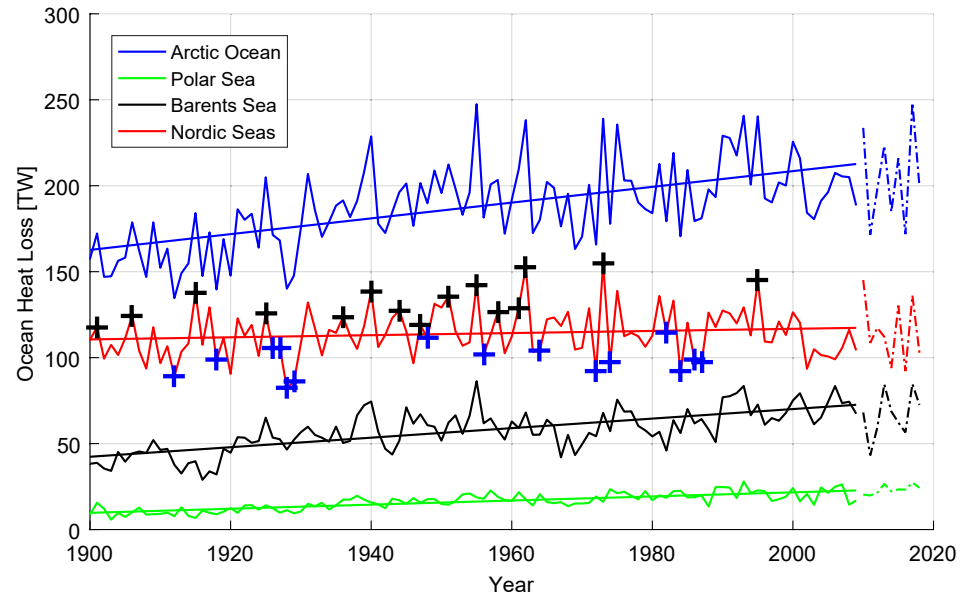 300
250
200
150
100
50
0
Ocean Heat Loss [TW]
Arctic Ocean
Polar Sea
Barents Sea
Nordic Seas
1900 1920 1940 1960 1980 2000 2020
Year